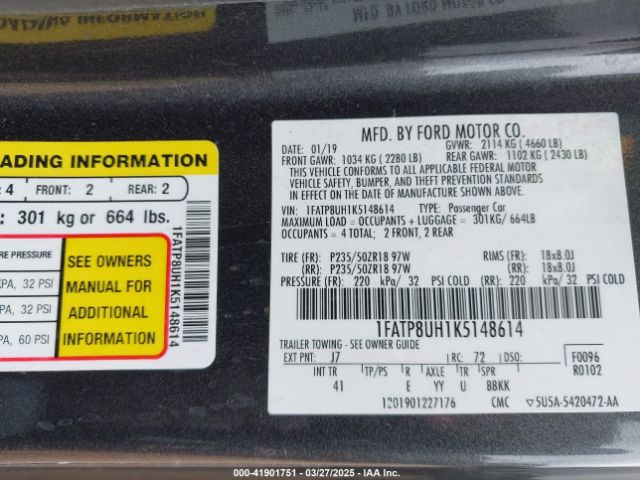 LOADING INFORMATION
MFD. BY FORD MOTOR CO.
ADING INFORMATION
: 4 FRONT: 2 REAR: 2
: 301 kg or 664 lbs.
RE PRESSURE
PA, 32 PSI
PA, 32 PSI
PA, 60 PSI
SEE OWNERS
MANUAL FOR
ADDITIONAL
INFORMATION
1FATP8UH1K5148614
MFD. BY FORD MOTOR CO.
DATE: 01/19 GVWR: 2114 KG (4660 LB)
FRONT GAWR: 1034 KG (2280 LB) REAR GAWR: 1102 KG (2430 LB)
THIS VEHICLE CONFORMS TO ALL APPLICABLE FEDERAL MOTOR
VEHICLE SAFETY, BUMPER, AND THEFT PREVENTION STANDARDS
IN EFFECT ON THE DATE OF MANUFACTURE SHOWN ABOVE.
VIN: 1FATP8UH1K5148614 TYPE: Passenger Car
MAXIMUM LOAD = OCCUPANTS + LUGGAGE = 301KG/ 664LB
OCCUPANTS = 4 TOTAL; 2 FRONT, 2 REAR
TIRE (FR): P235/50ZR18 97W RIMS (FR): 18x8.0J
(RR): P235/50ZR18 97W (RR): 18x8.0J
PRESSURE (FR): 220 kPa/ 32 PSI COLD (RR): 220 kPa/ 32 PSI COLD
1FATP8UH1K5148614
TRAILER TOWING - SEE OWNER GUIDE
EXT PNT: J7 RC: 72 DSO: F0096
INT TR TP/PS R AXLE TR SPR R0102
41 E YY U BBKK
1201901227176 CMC 5U5A-5420472-AA
000-41901751 - 03/27/2025 - IAA Inc.